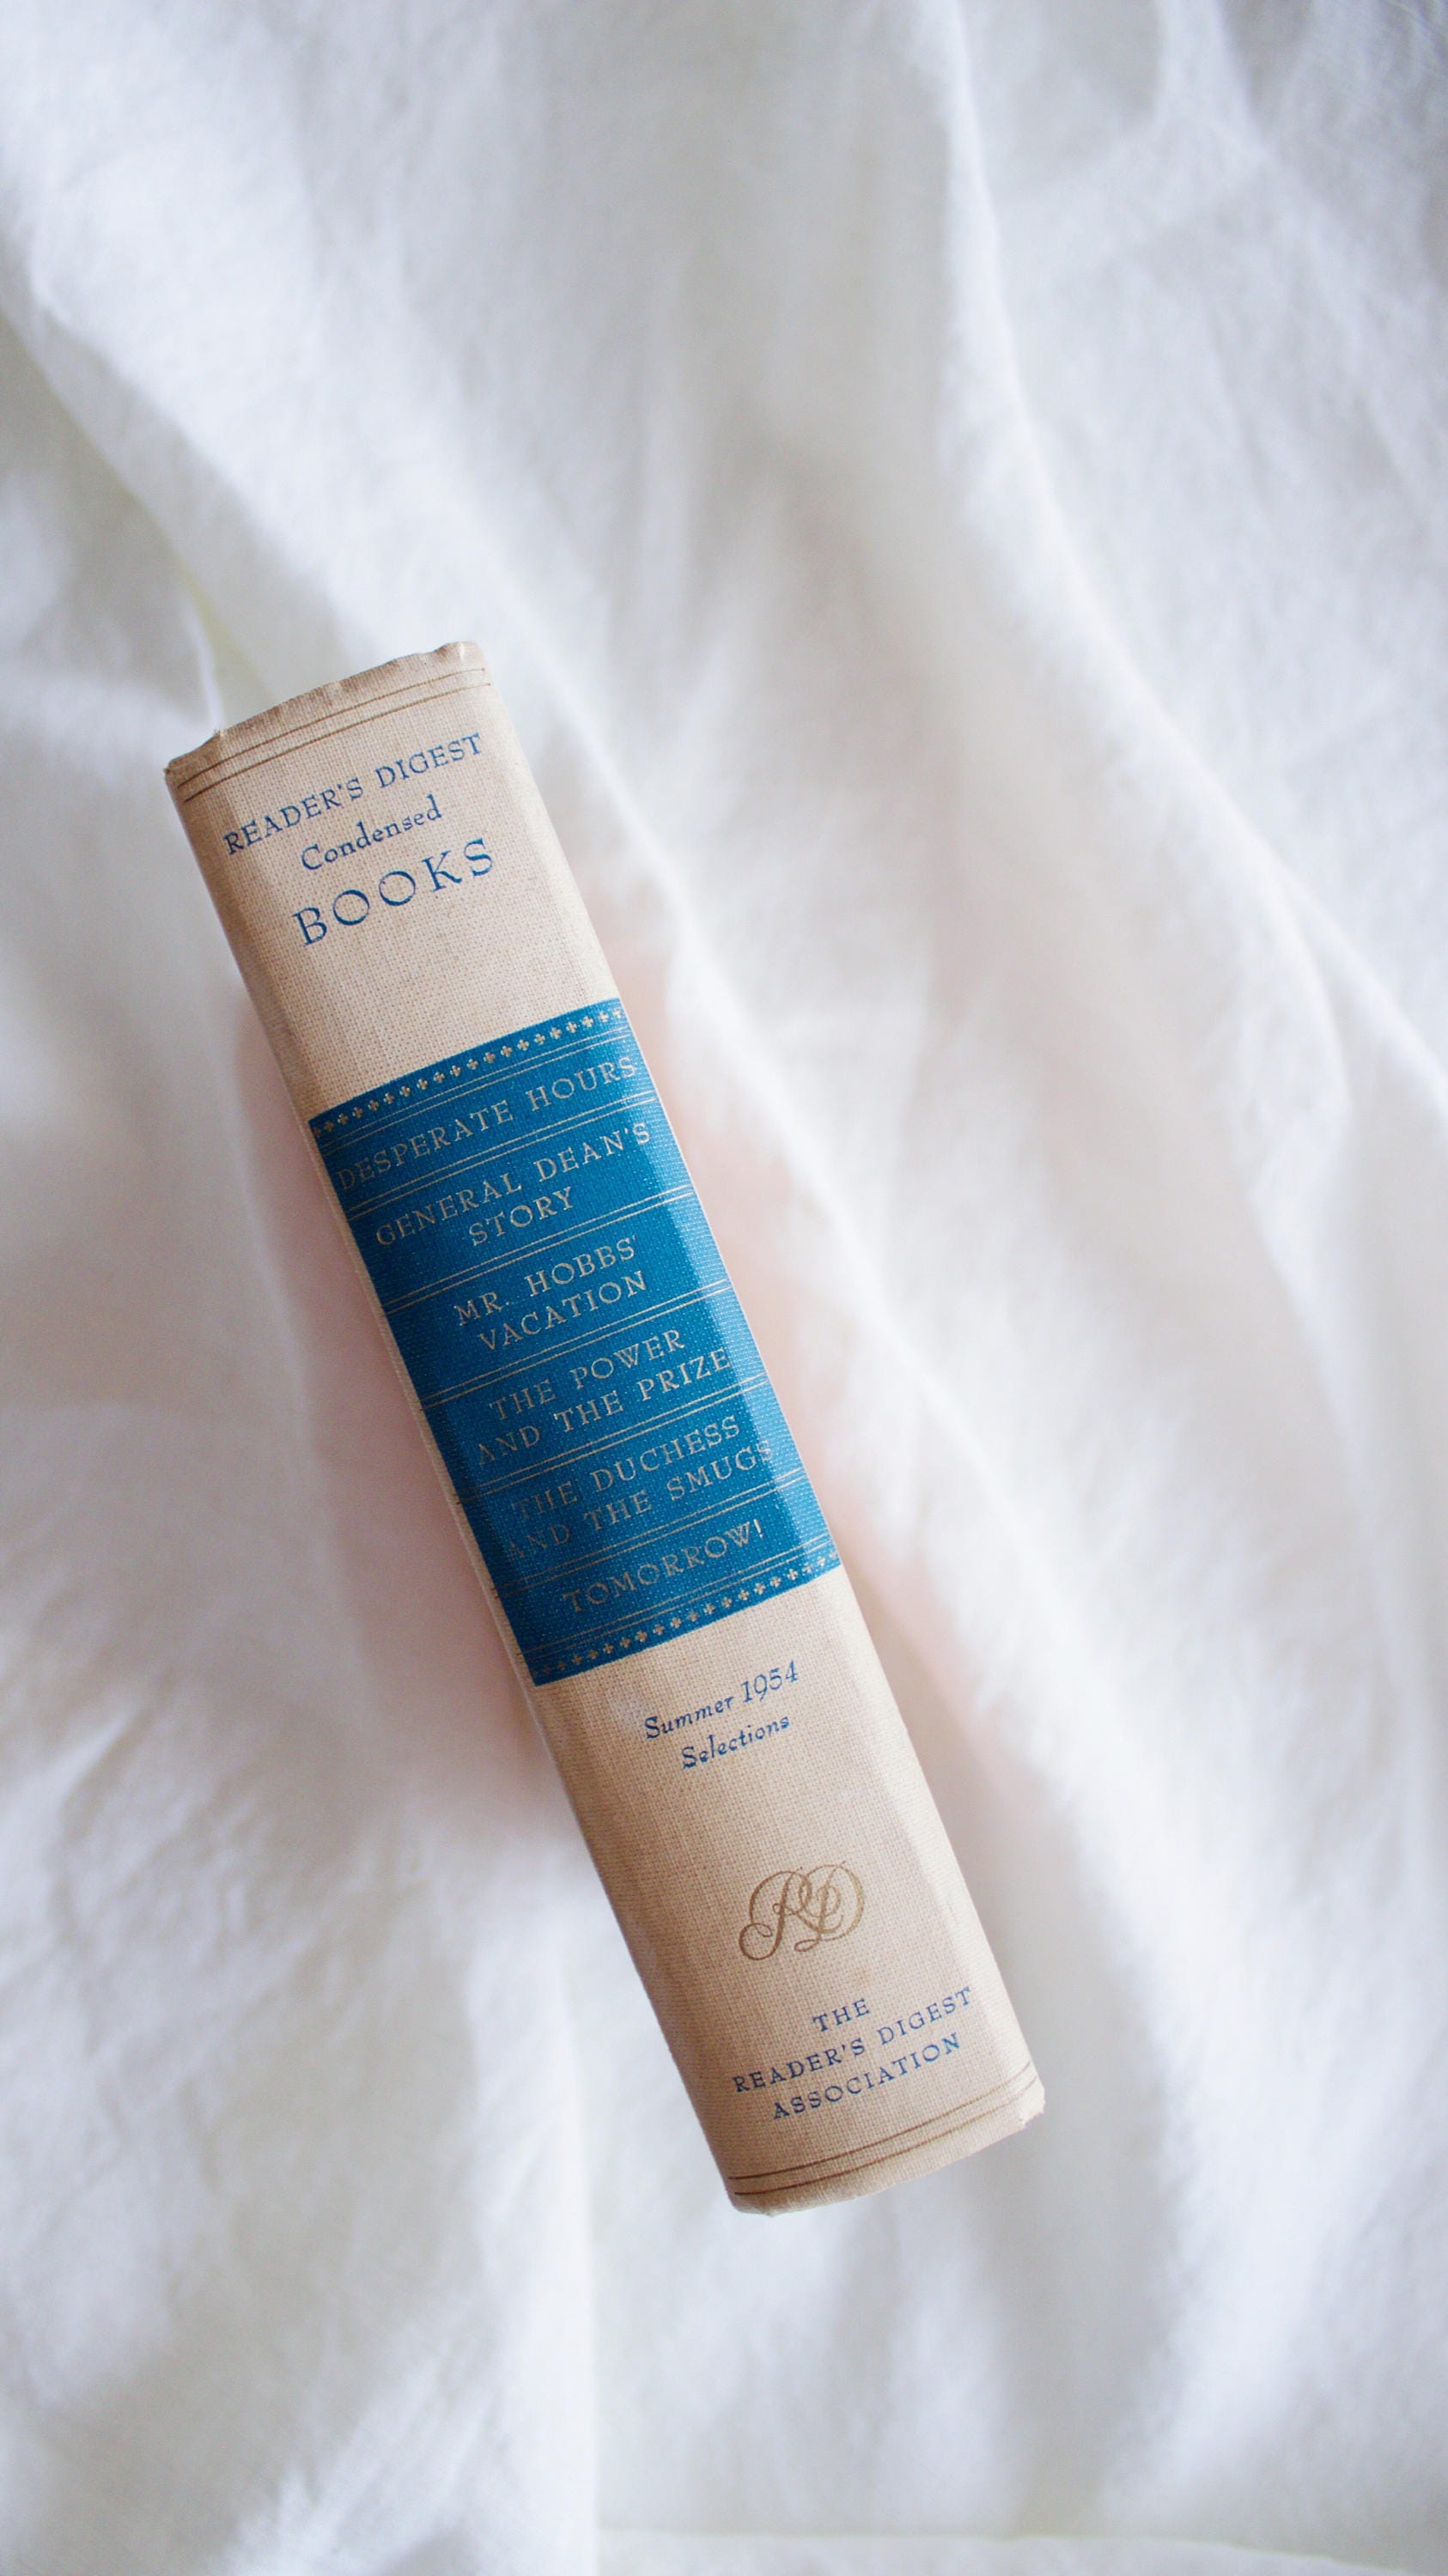 READER'S DIGEST
Condensed
BOOKS
DESPERATE HOURS
GENERAL DEAN'S
STORY
MR. HOBBS'
VACATION
THE POWER
AND THE PRIZE
THE DUCHESS
AND THE SMUGS
TOMORROW!
Summer 1954
Selections
RD
THE
READER'S DIGEST
ASSOCIATION